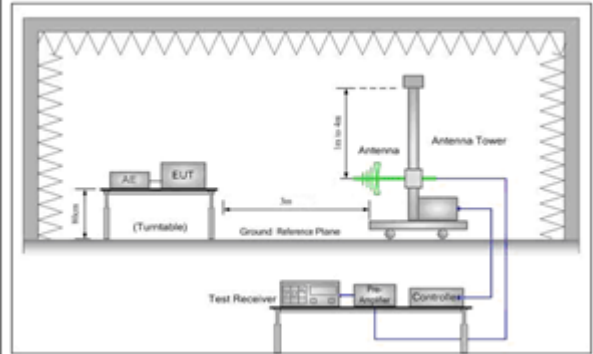 1m to 4m
Antenna
Antenna Tower
AE
EUT
80cm
3m
(Turntable)
Ground Reference Plane
Test Receiver
Pre-
Amplifier
Controller